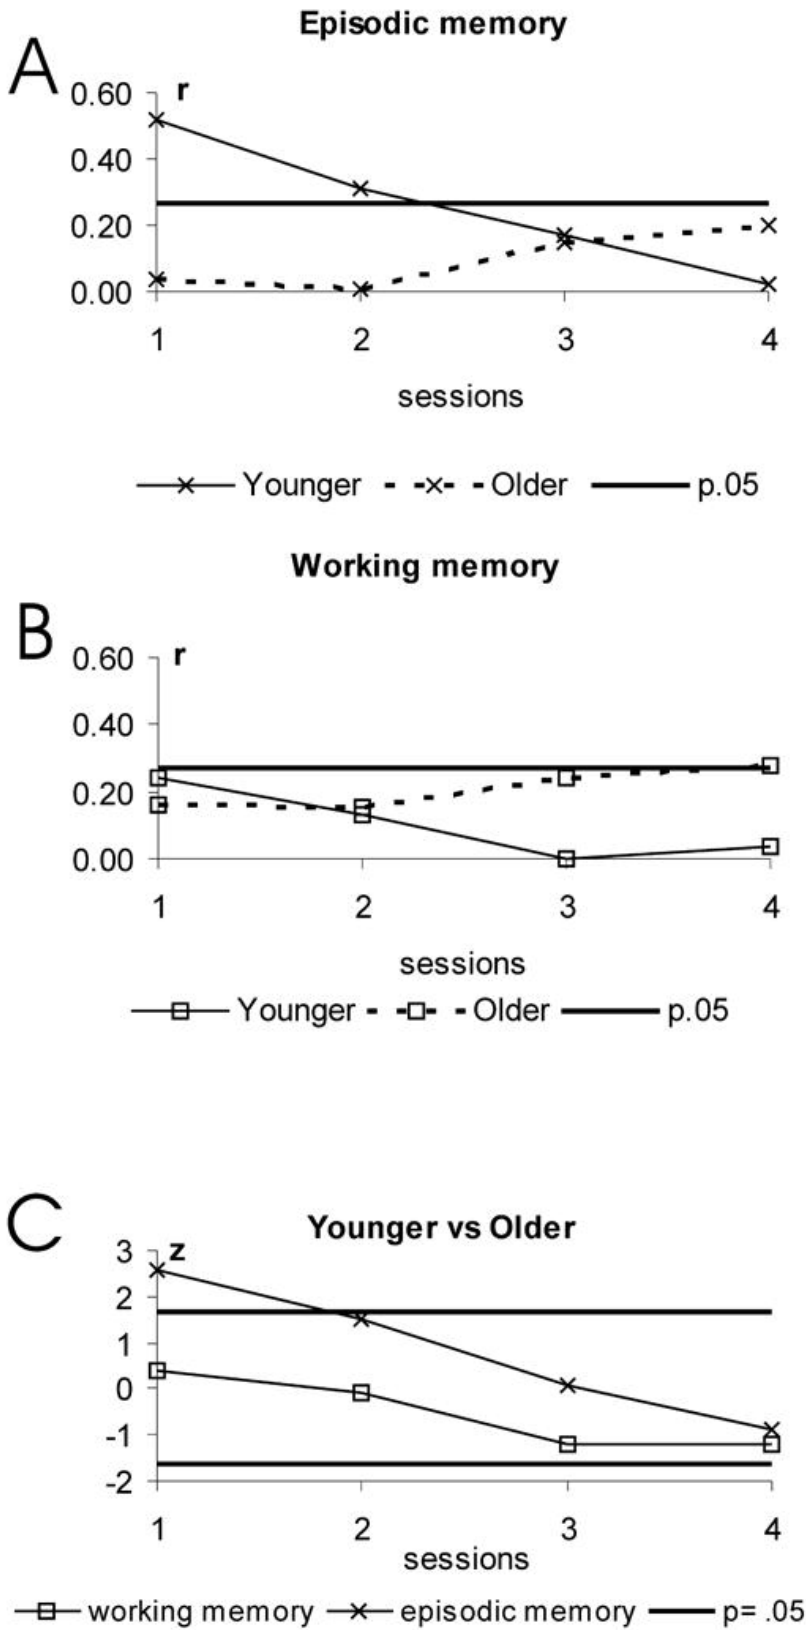 Episodic memory
A
r
0.60
0.40
0.20
0.00
1 2 3 4
sessions
Younger Older p.05
Working memory
B
r
0.60
0.40
0.20
0.00
1 2 3 4
sessions
Younger Older p.05
C
Younger vs Older
z
3
2
1
0
-1
-2
1 2 3 4
sessions
working memory episodic memory p= .05